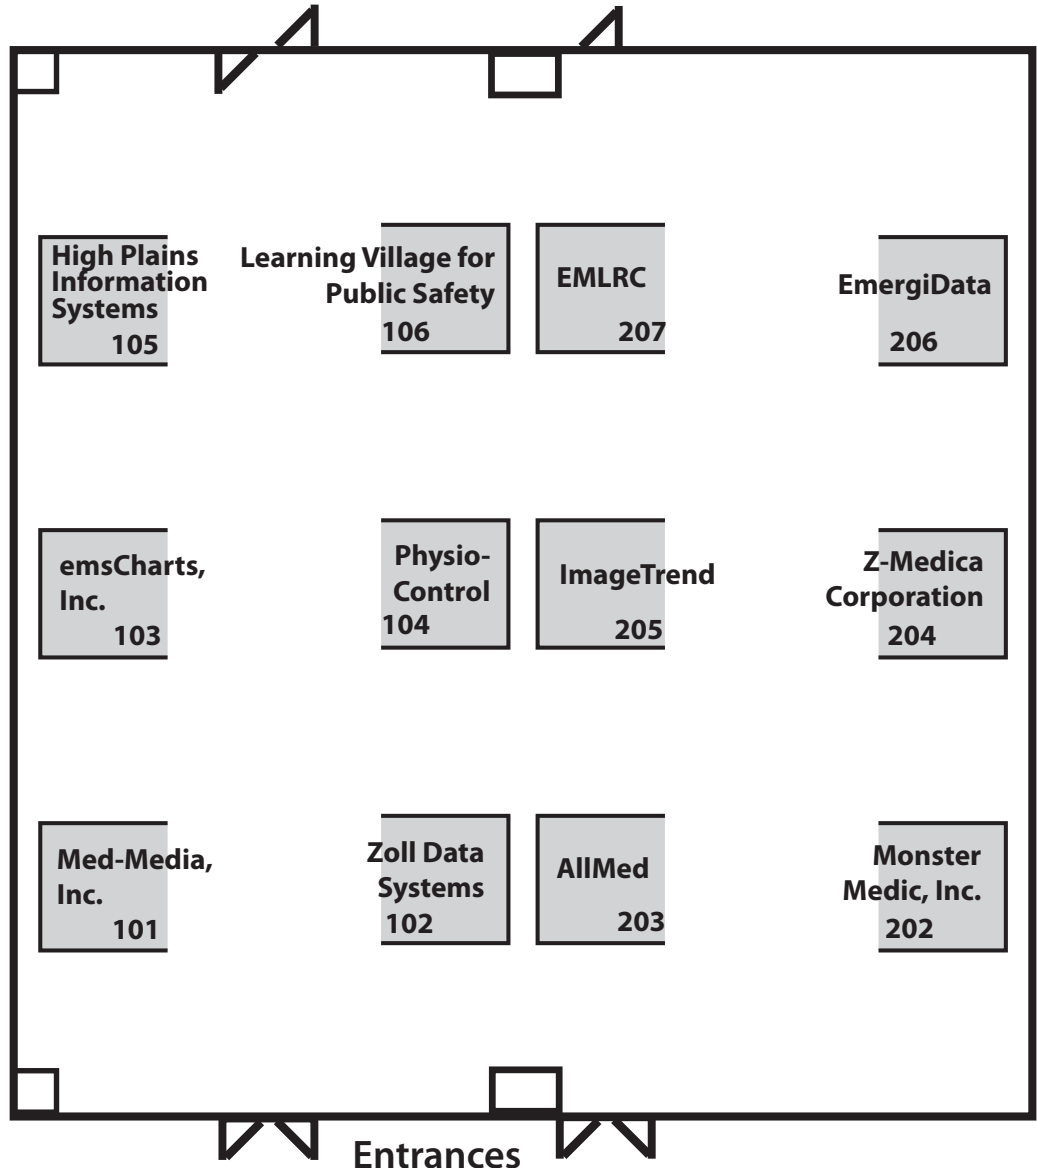 High Plains
Information
Systems
105
Learning Village for
Public Safety
106
EMLRC
207
EmergiData
206
emsCharts,
Inc.
103
Physio-
Control
104
ImageTrend
205
Z-Medica
Corporation
204
Med-Media,
Inc.
101
Zoll Data
Systems
102
AllMed
203
Monster
Medic, Inc.
202
Entrances